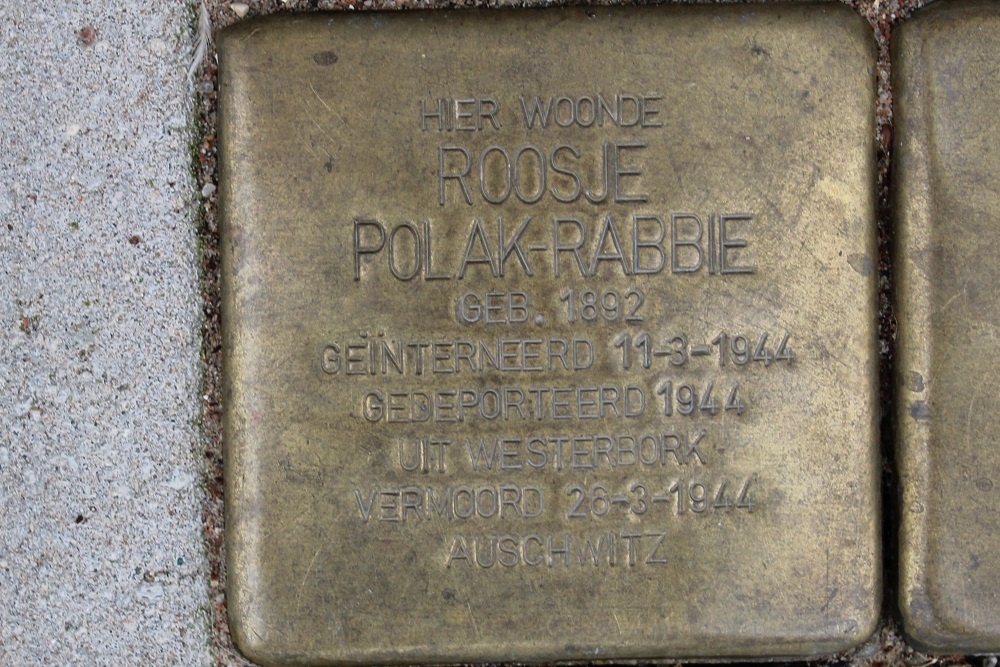 HIER WOONDE
ROOSJE
POLAK-RABBIE
GEB. 1892
GEÏNTERNEERD 11-3-1944
GEDEPORTEERD 1944
UIT WESTERBORK
VERMOORD 26-3-1944
AUSCHWITZ